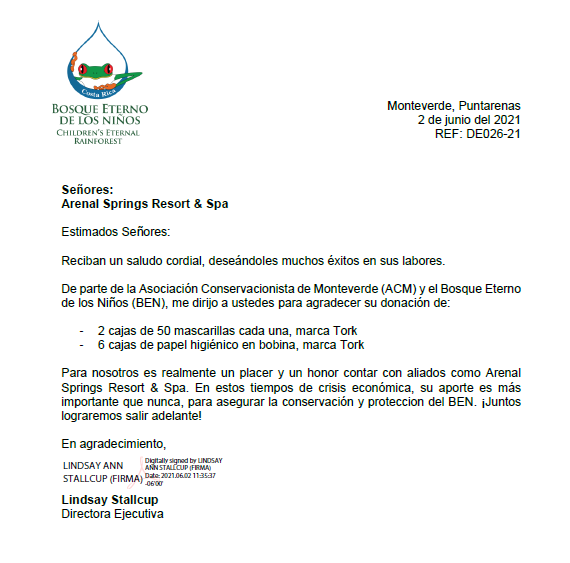 Costa Rica
BOSQUE ETERNO
DE LOS NIÑOS
CHILDREN'S ETERNAL
RAINFOREST
Monteverde, Puntarenas
2 de junio del 2021
REF: DE026-21
Señores:
Arenal Springs Resort & Spa
Estimados Señores:
Reciban un saludo cordial, deseándoles muchos éxitos en sus labores.
De parte de la Asociación Conservacionista de Monteverde (ACM) y el Bosque Eterno
de los Niños (BEN), me dirijo a ustedes para agradecer su donación de:
- 2 cajas de 50 mascarillas cada una, marca Tork
- 6 cajas de papel higiénico en bobina, marca Tork
Para nosotros es realmente un placer y un honor contar con aliados como Arenal
Springs Resort & Spa. En estos tiempos de crisis económica, su aporte es más
importante que nunca, para asegurar la conservación y proteccion del BEN. ¡Juntos
lograremos salir adelante!
En agradecimiento,
LINDSAY ANN
STALLCUP (FIRMA)
Digitally signed by LINDSAY
ANN STALLCUP (FIRMA)
Date: 2021.06.02 11:35:37
-06'00'
Lindsay Stallcup
Directora Ejecutiva